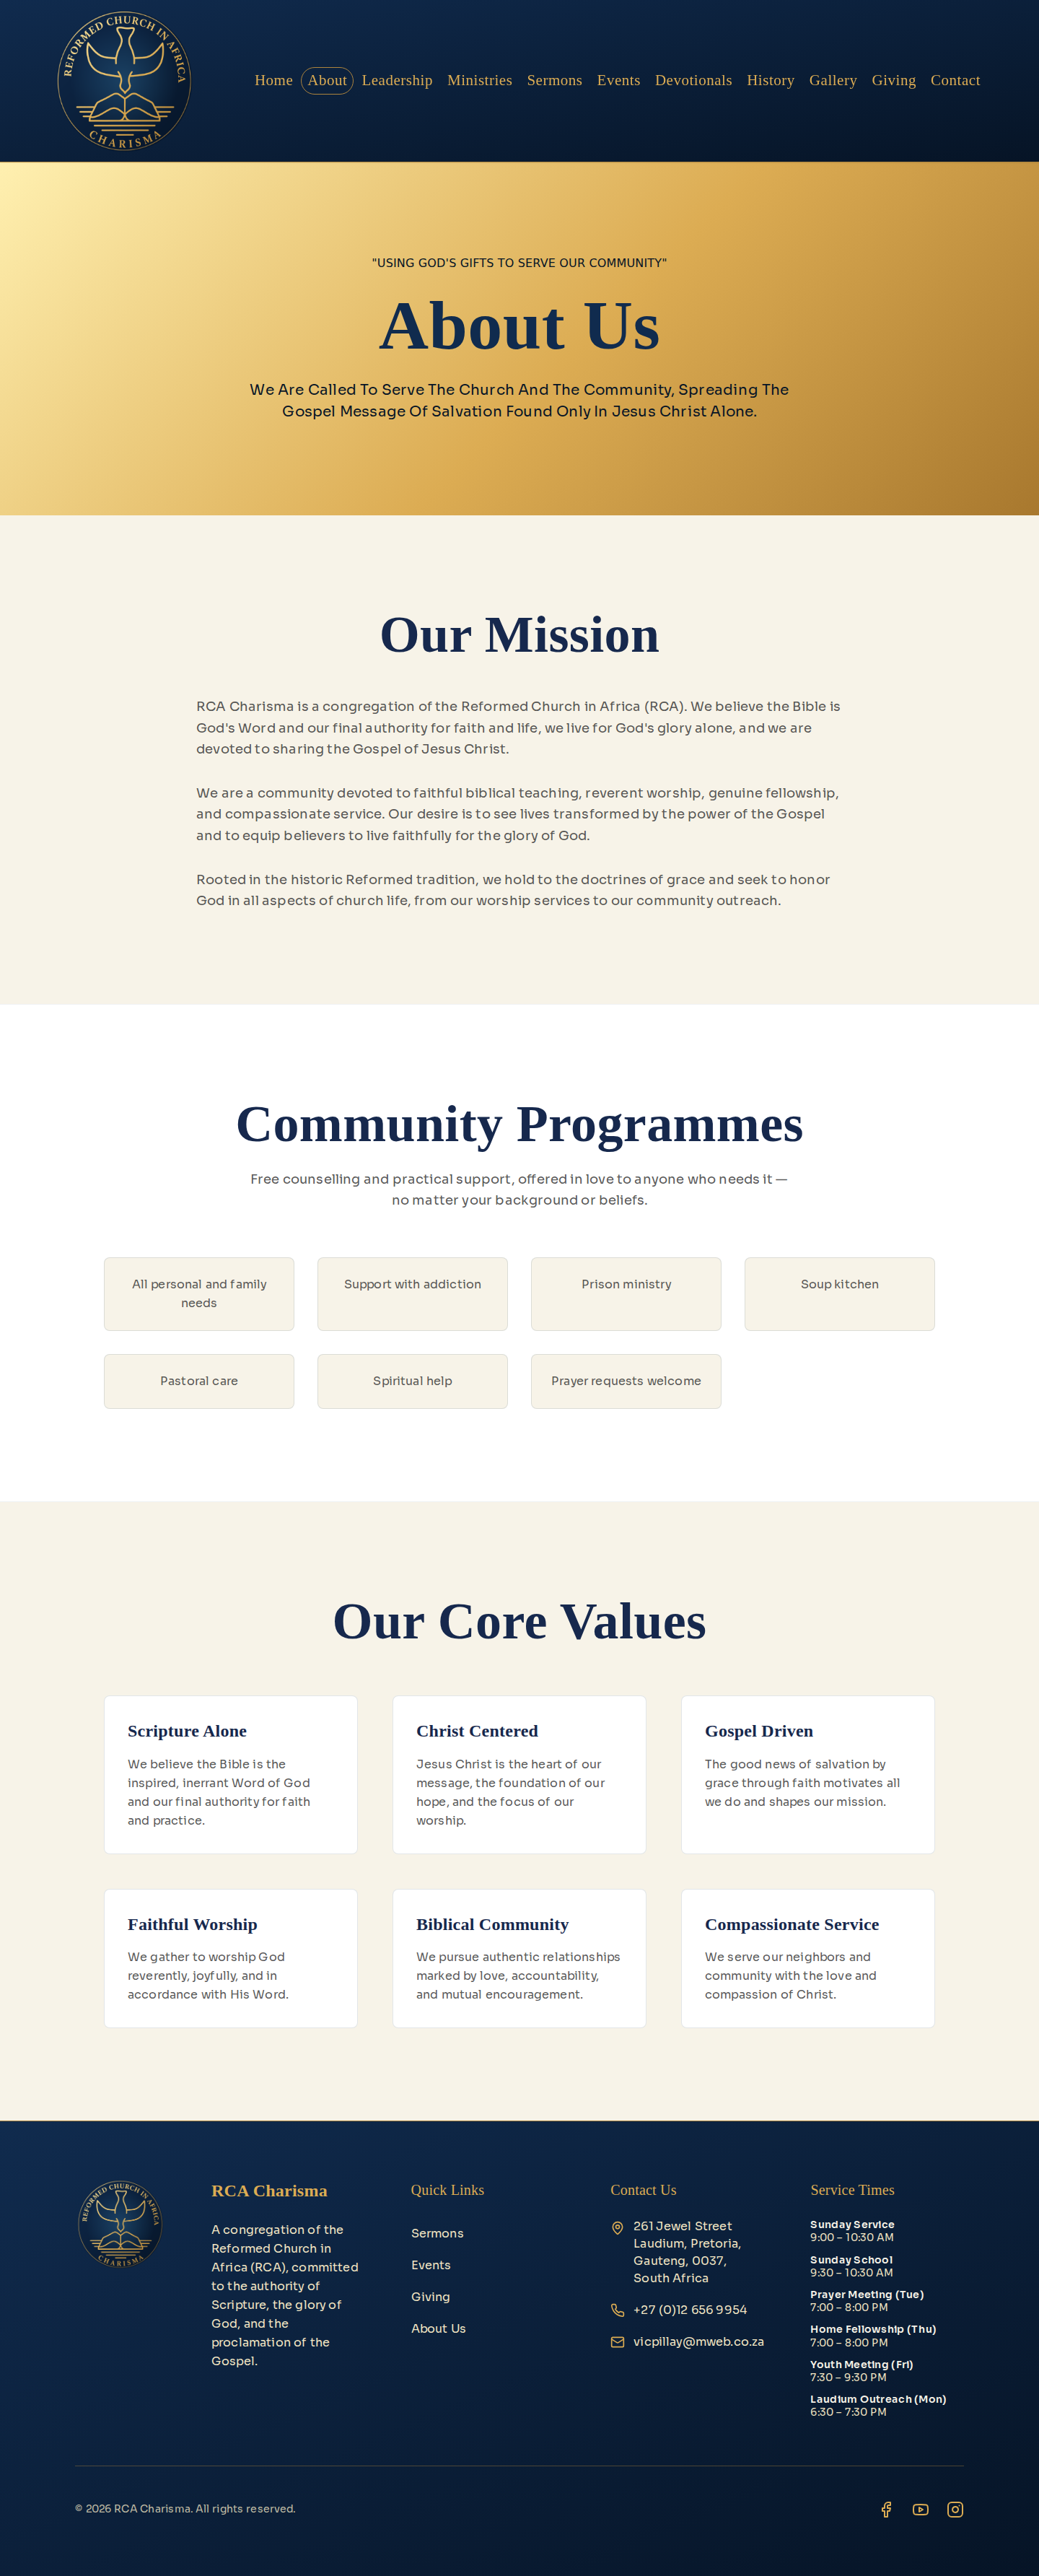 REFORMED CHURCH IN AFRICA
CHARISMA
Home About Leadership Ministries Sermons Events Devotionals History Gallery Giving Contact
"USING GOD'S GIFTS TO SERVE OUR COMMUNITY"
About Us
We Are Called To Serve The Church And The Community, Spreading The
Gospel Message Of Salvation Found Only In Jesus Christ Alone.
Our Mission
RCA Charisma is a congregation of the Reformed Church in Africa (RCA). We believe the Bible is
God's Word and our final authority for faith and life, we live for God's glory alone, and we are
devoted to sharing the Gospel of Jesus Christ.
We are a community devoted to faithful biblical teaching, reverent worship, genuine fellowship,
and compassionate service. Our desire is to see lives transformed by the power of the Gospel
and to equip believers to live faithfully for the glory of God.
Rooted in the historic Reformed tradition, we hold to the doctrines of grace and seek to honor
God in all aspects of church life, from our worship services to our community outreach.
Community Programmes
Free counselling and practical support, offered in love to anyone who needs it —
no matter your background or beliefs.
All personal and family
needs
Support with addiction
Prison ministry
Soup kitchen
Pastoral care
Spiritual help
Prayer requests welcome
Our Core Values
Scripture Alone
We believe the Bible is the
inspired, inerrant Word of God
and our final authority for faith
and practice.
Christ Centered
Jesus Christ is the heart of our
message, the foundation of our
hope, and the focus of our
worship.
Gospel Driven
The good news of salvation by
grace through faith motivates all
we do and shapes our mission.
Faithful Worship
We gather to worship God
reverently, joyfully, and in
accordance with His Word.
Biblical Community
We pursue authentic relationships
marked by love, accountability,
and mutual encouragement.
Compassionate Service
We serve our neighbors and
community with the love and
compassion of Christ.
REFORMED CHURCH IN AFRICA
CHARISMA
RCA Charisma
A congregation of the
Reformed Church in
Africa (RCA), committed
to the authority of
Scripture, the glory of
God, and the
proclamation of the
Gospel.
Quick Links
Sermons
Events
Giving
About Us
Contact Us
261 Jewel Street
Laudium, Pretoria,
Gauteng, 0037,
South Africa
+27 (0)12 656 9954
vicpillay@mweb.co.za
Service Times
Sunday Service
9:00 – 10:30 AM
Sunday School
9:30 – 10:30 AM
Prayer Meeting (Tue)
7:00 – 8:00 PM
Home Fellowship (Thu)
7:00 – 8:00 PM
Youth Meeting (Fri)
7:30 – 9:30 PM
Laudium Outreach (Mon)
6:30 – 7:30 PM
© 2026 RCA Charisma. All rights reserved.